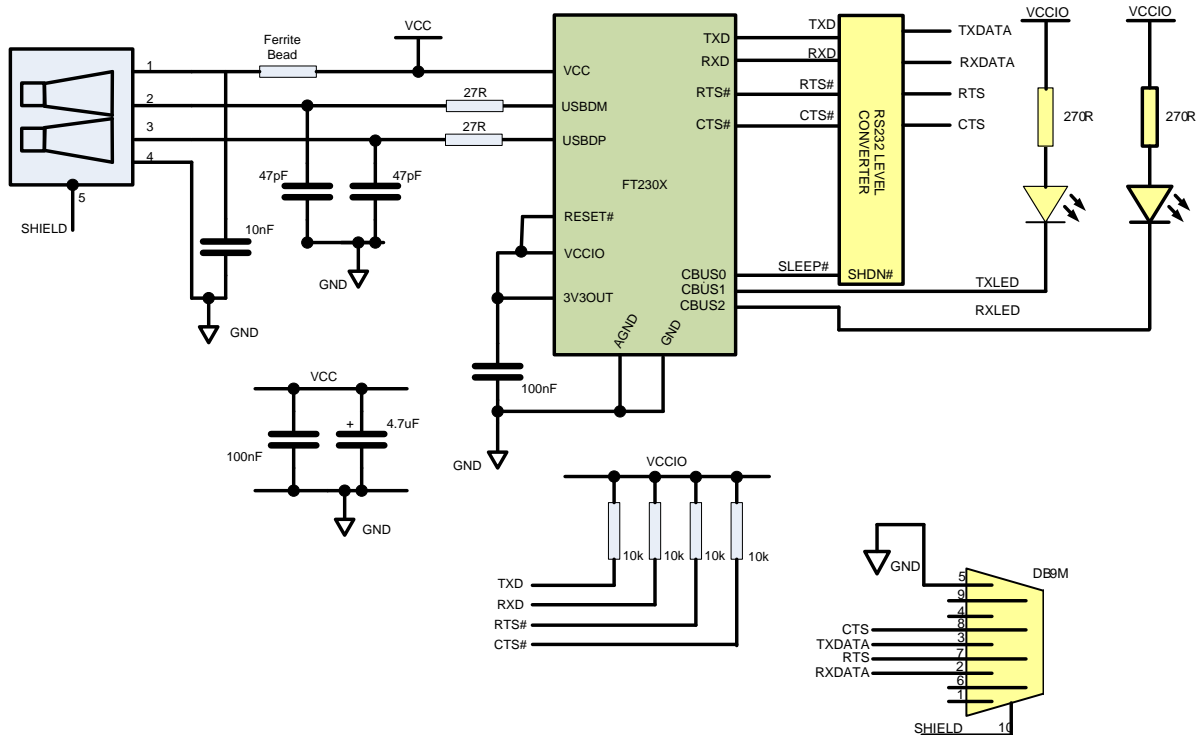 VCC
Ferrite
Bead
1
2
3
4
5
SHIELD
27R
27R
47pF
47pF
10nF
GND
GND
VCC
USBDM
USBDP
RESET#
VCCIO
3V3OUT
FT230X
TXD
RXD
RTS#
CTS#
CBUS0
CBUS1
CBUS2
AGND
GND
100nF
GND
TXD
RXD
RTS#
CTS#
SLEEP#
RS232 LEVEL
CONVERTER
SHDN#
TXDATA
RXDATA
RTS
CTS
TXLED
RXLED
VCCIO
VCCIO
270R
270R
VCC
100nF
+
4.7uF
GND
VCCIO
10k
10k
10k
10k
TXD
RXD
RTS#
CTS#
GND
DB9M
5
9
4
8
3
7
2
6
1
CTS
TXDATA
RTS
RXDATA
SHIELD
10